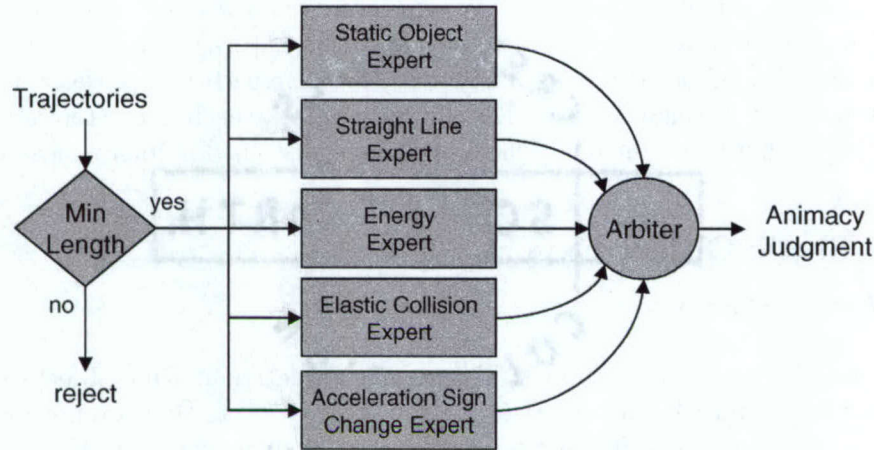 Trajectories
Min
Length
yes
no
reject
Static Object
Expert
Straight Line
Expert
Energy
Expert
Elastic Collision
Expert
Acceleration Sign
Change Expert
Arbiter
Animacy
Judgment